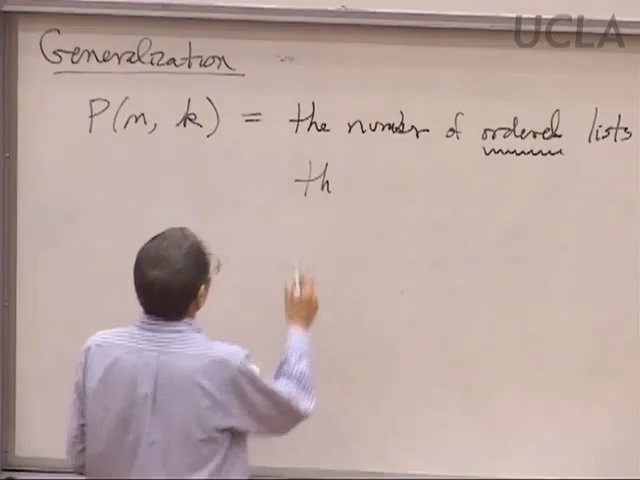 UCLA
Generalization
P(n, k) = the number of ordered lists
th